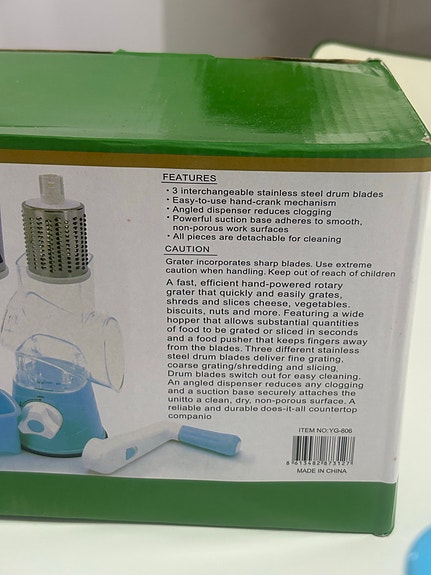 FEATURES
• 3 interchangeable stainless steel drum blades
• Easy-to-use hand-crank mechanism
• Angled dispenser reduces clogging
• Powerful suction base adheres to smooth,
non-porous work surfaces
• All pieces are detachable for cleaning
CAUTION
Grater incorporates sharp blades. Use extreme
caution when handling. Keep out of reach of children
A fast, efficient hand-powered rotary
grater that quickly and easily grates,
shreds and slices cheese, vegetables.
biscuits, nuts and more. Featuring a wide
hopper that allows substantial quantities
of food to be grated or sliced in seconds
and a food pusher that keeps fingers away
from the blades. Three different stainless
steel drum blades deliver fine grating,
coarse grating/shredding and slicing.
Drum blades switch out for easy cleaning.
An angled dispenser reduces any clogging
and a suction base securely attaches the
unitto a clean, dry, non-porous surface. A
reliable and durable does-it-all countertop
companio
ITEM NO:YG-806
8 613482 873127
MADE IN CHINA